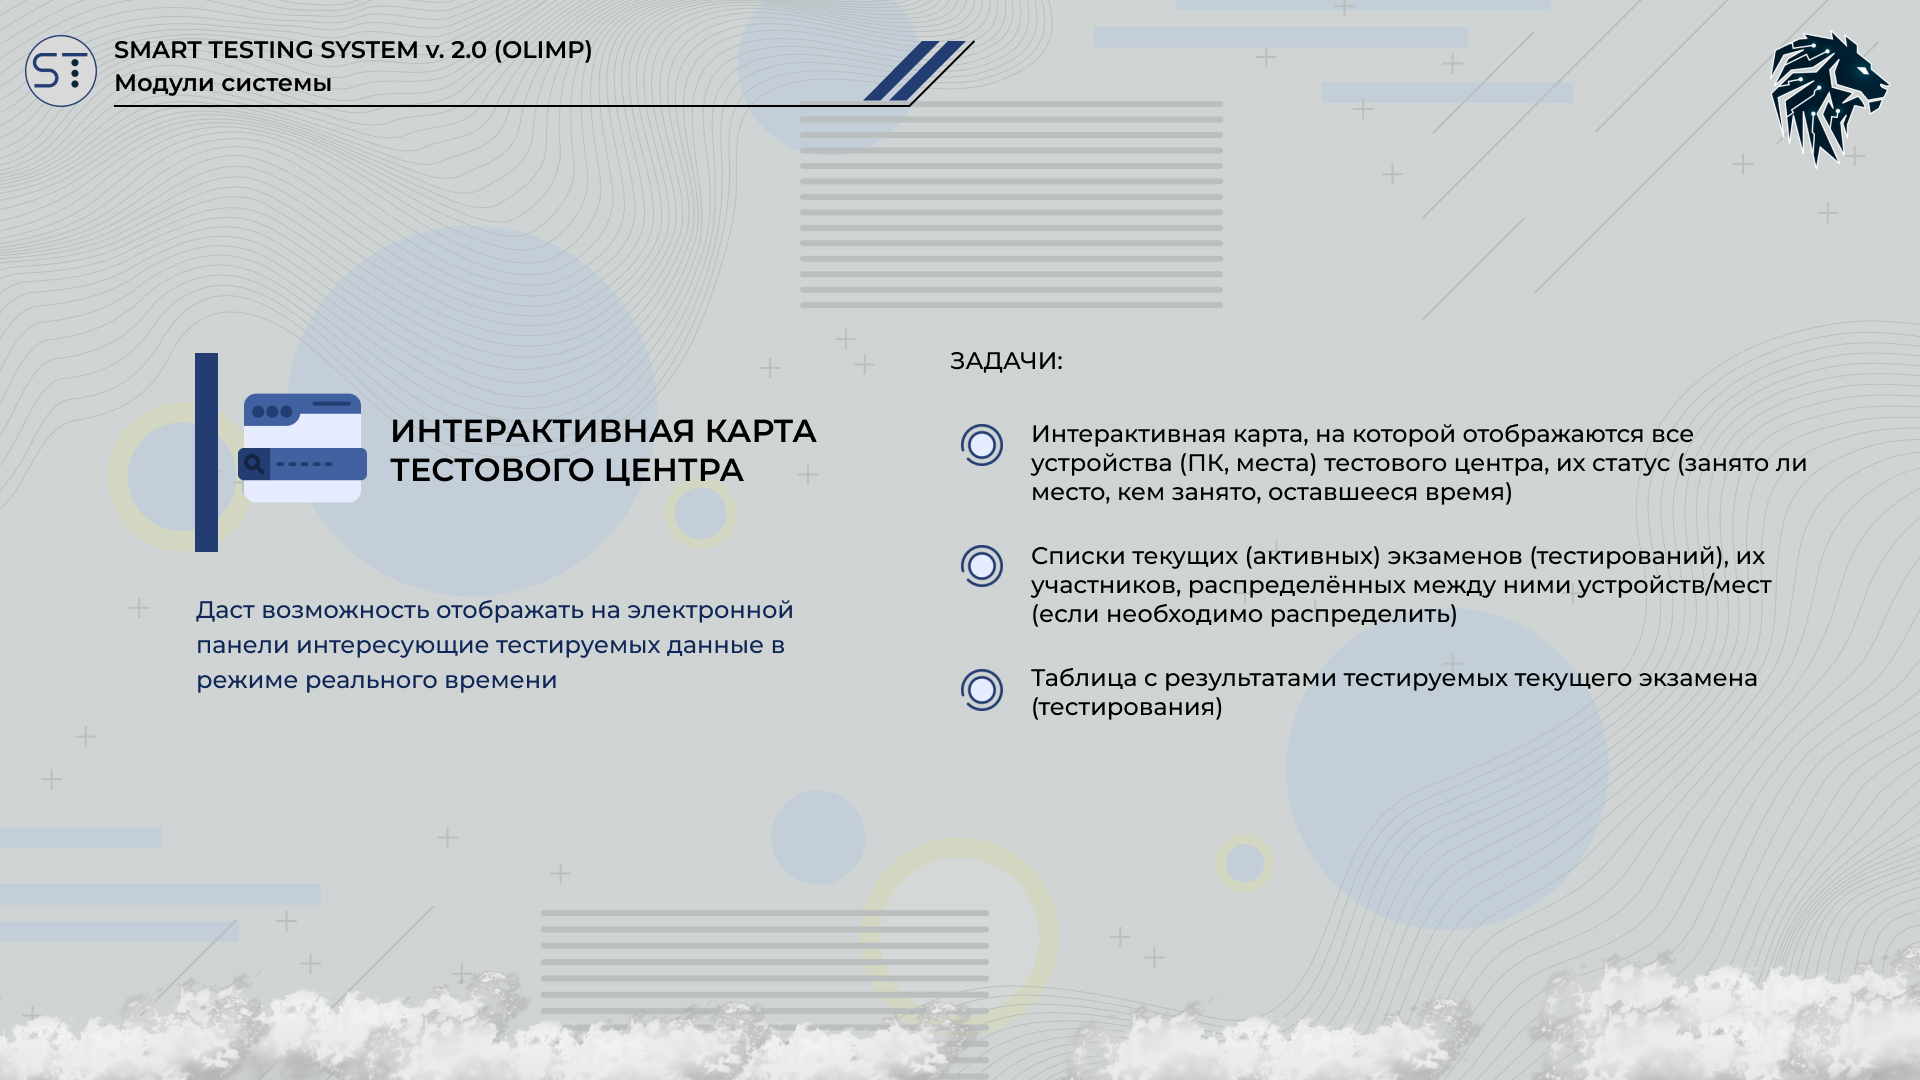 ST
SMART TESTING SYSTEM v. 2.0 (OLIMP)
Модули системы
ИНТЕРАКТИВНАЯ КАРТА
ТЕСТОВОГО ЦЕНТРА
Даст возможность отображать на электронной
панели интересующие тестируемых данные в
режиме реального времени
ЗАДАЧИ:
Интерактивная карта, на которой отображаются все
устройства (ПК, места) тестового центра, их статус (занято ли
место, кем занято, оставшееся время)
Списки текущих (активных) экзаменов (тестирований), их
участников, распределённых между ними устройств/мест
(если необходимо распределить)
Таблица с результатами тестируемых текущего экзамена
(тестирования)